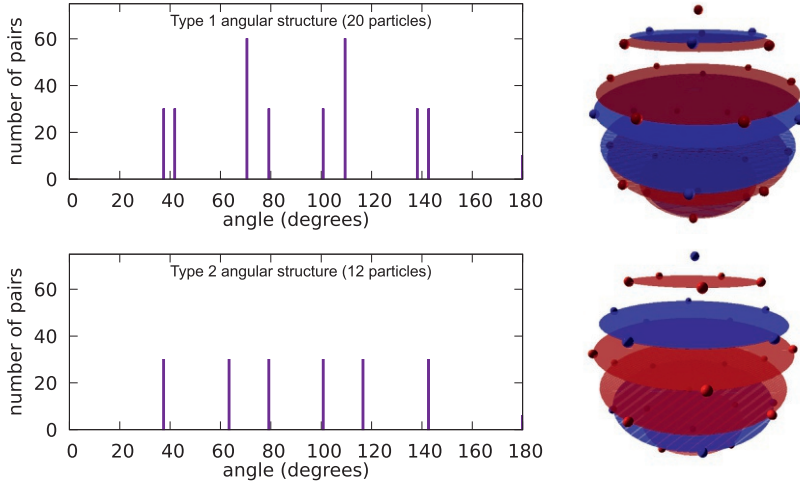 Type 1 angular structure (20 particles)
number of pairs
60
40
20
0
0 20 40 60 80 100 120 140 160 180
angle (degrees)
Type 2 angular structure (12 particles)
number of pairs
60
40
20
0
0 20 40 60 80 100 120 140 160 180
angle (degrees)